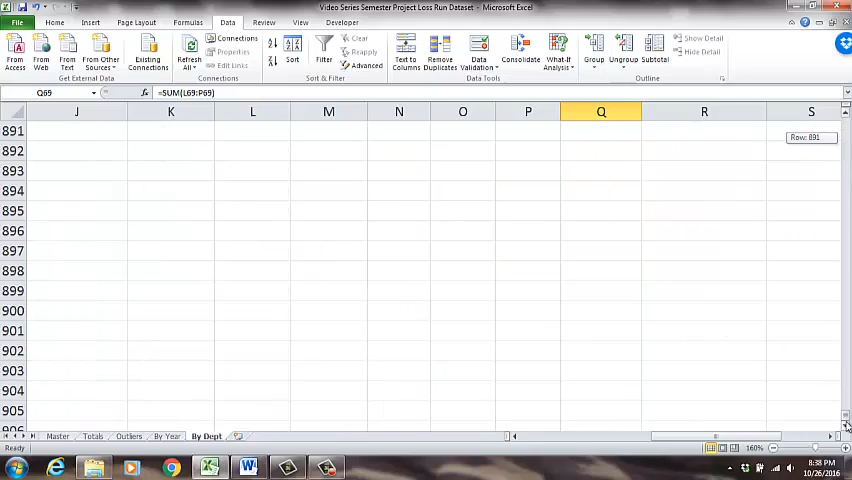 Video Series Semester Project Loss Run Dataset - Microsoft Excel
File Home Insert Page Layout Formulas Data Review View Developer
From Access
From Web
From Text
From Other Sources
Existing Connections
Refresh All
Connections
Properties
Edit Links
Sort
Filter
Clear
Reapply
Advanced
Text to Columns
Remove Duplicates
Data Validation
Consolidate
What-If Analysis
Group
Ungroup
Subtotal
Show Detail
Hide Detail
Get External Data Connections Sort & Filter Data Tools Outline
Q69 fx =SUM(L69:P69)
J K L M N O P Q R S
891 Row: 891
892
893
894
895
896
897
898
899
900
901
902
903
904
905
906
Master Totals Outliers By Year By Dept
Ready 160%
8:38 PM
10/26/2016